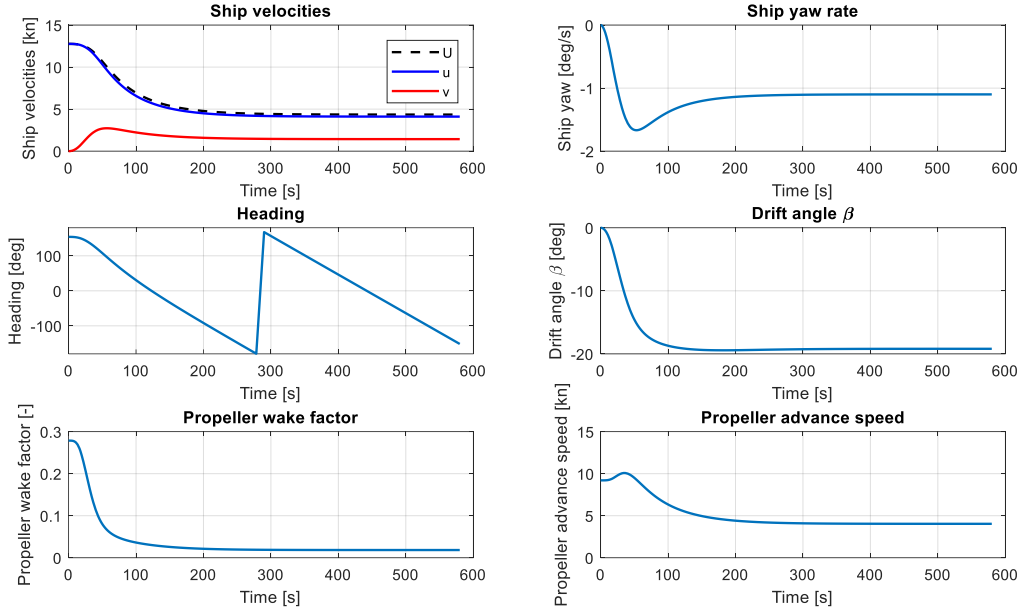 Ship velocities
Ship velocities [kn]
15
10
5
0
U
u
v
0 100 200 300 400 500 600
Time [s]
Ship yaw rate
Ship yaw [deg/s]
0
-1
-2
0 100 200 300 400 500 600
Time [s]
Heading
Heading [deg]
100
0
-100
0 100 200 300 400 500 600
Time [s]
Drift angle β
Drift angle β [deg]
0
-10
-20
0 100 200 300 400 500 600
Time [s]
Propeller wake factor
Propeller wake factor [-]
0.3
0.2
0.1
0
0 100 200 300 400 500 600
Time [s]
Propeller advance speed
Propeller advance speed [kn]
15
10
5
0
0 100 200 300 400 500 600
Time [s]